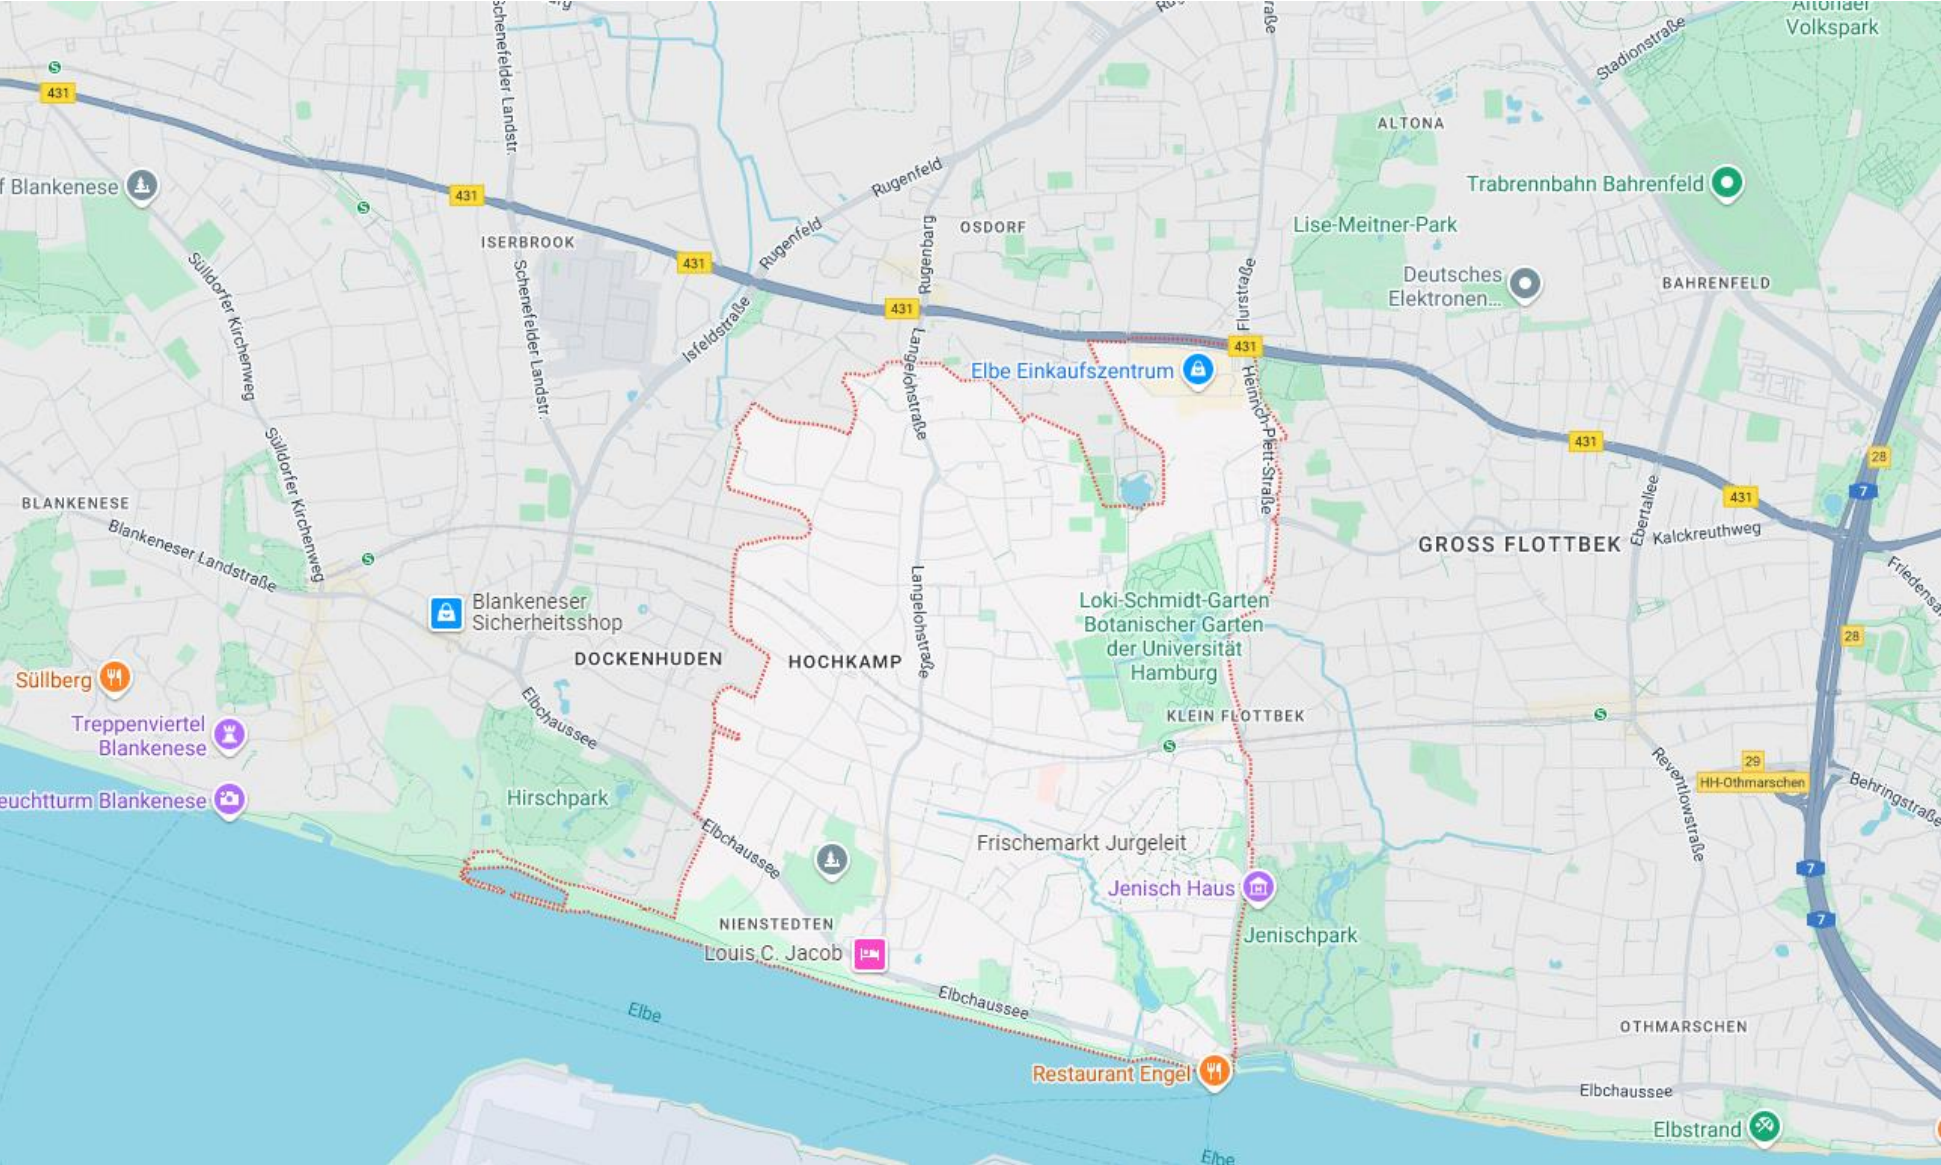 Altonaer
Volkspark
Stadionstraße
Schenefelder Landstr.
431
ALTONA
f Blankenese
431
Rugenfeld
Trabrennbahn Bahrenfeld
Rugenfeld
Rugenbarg
OSDORF
Lise-Meitner-Park
ISERBROOK
431
Flurstraße
Deutsches
Elektronen...
BAHRENFELD
Sülldorfer Kirchenweg
Schenefelder Landstr.
Isfeldstraße
431
431
Elbe Einkaufszentrum
Langelohstraße
Heinrich-Plett-Straße
431
28
7
431
Sülldorfer Kirchenweg
BLANKENESE
Blankeneser Landstraße
Ebertallee
Kalckreuthweg
GROSS FLOTTBEK
Langelohstraße
Blankeneser
Sicherheitsshop
Loki-Schmidt-Garten
Botanischer Garten
der Universität
Hamburg
28
DOCKENHUDEN
HOCHKAMP
Süllberg
KLEIN FLOTTBEK
Treppenviertel
Blankenese
Elbchaussee
29
HH-Othmarschen
Reventlowstraße
Behringstraße
euchtturm Blankenese
Hirschpark
Elbchaussee
Frischemarkt Jurgeleit
7
Jenisch Haus
7
NIENSTEDTEN
Jenischpark
Louis C. Jacob
Elbchaussee
Elbe
OTHMARSCHEN
Restaurant Engel
Elbchaussee
Elbstrand
Elbe